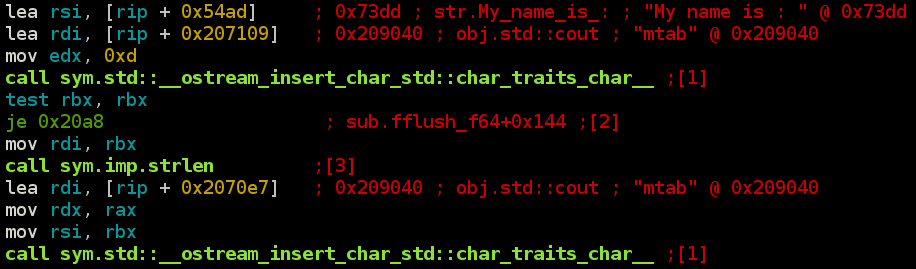 lea rsi, [rip + 0x54ad] ; 0x73dd ; str.My_name_is_: ; "My name is : " @ 0x73dd
lea rdi, [rip + 0x207109] ; 0x209040 ; obj.std::cout ; "mtab" @ 0x209040
mov edx, 0xd
call sym.std::__ostream_insert_char_std::char_traits_char__ ;[1]
test rbx, rbx
je 0x20a8 ; sub.fflush_f64+0x144 ;[2]
mov rdi, rbx
call sym.imp.strlen ;[3]
lea rdi, [rip + 0x2070e7] ; 0x209040 ; obj.std::cout ; "mtab" @ 0x209040
mov rdx, rax
mov rsi, rbx
call sym.std::__ostream_insert_char_std::char_traits_char__ ;[1]